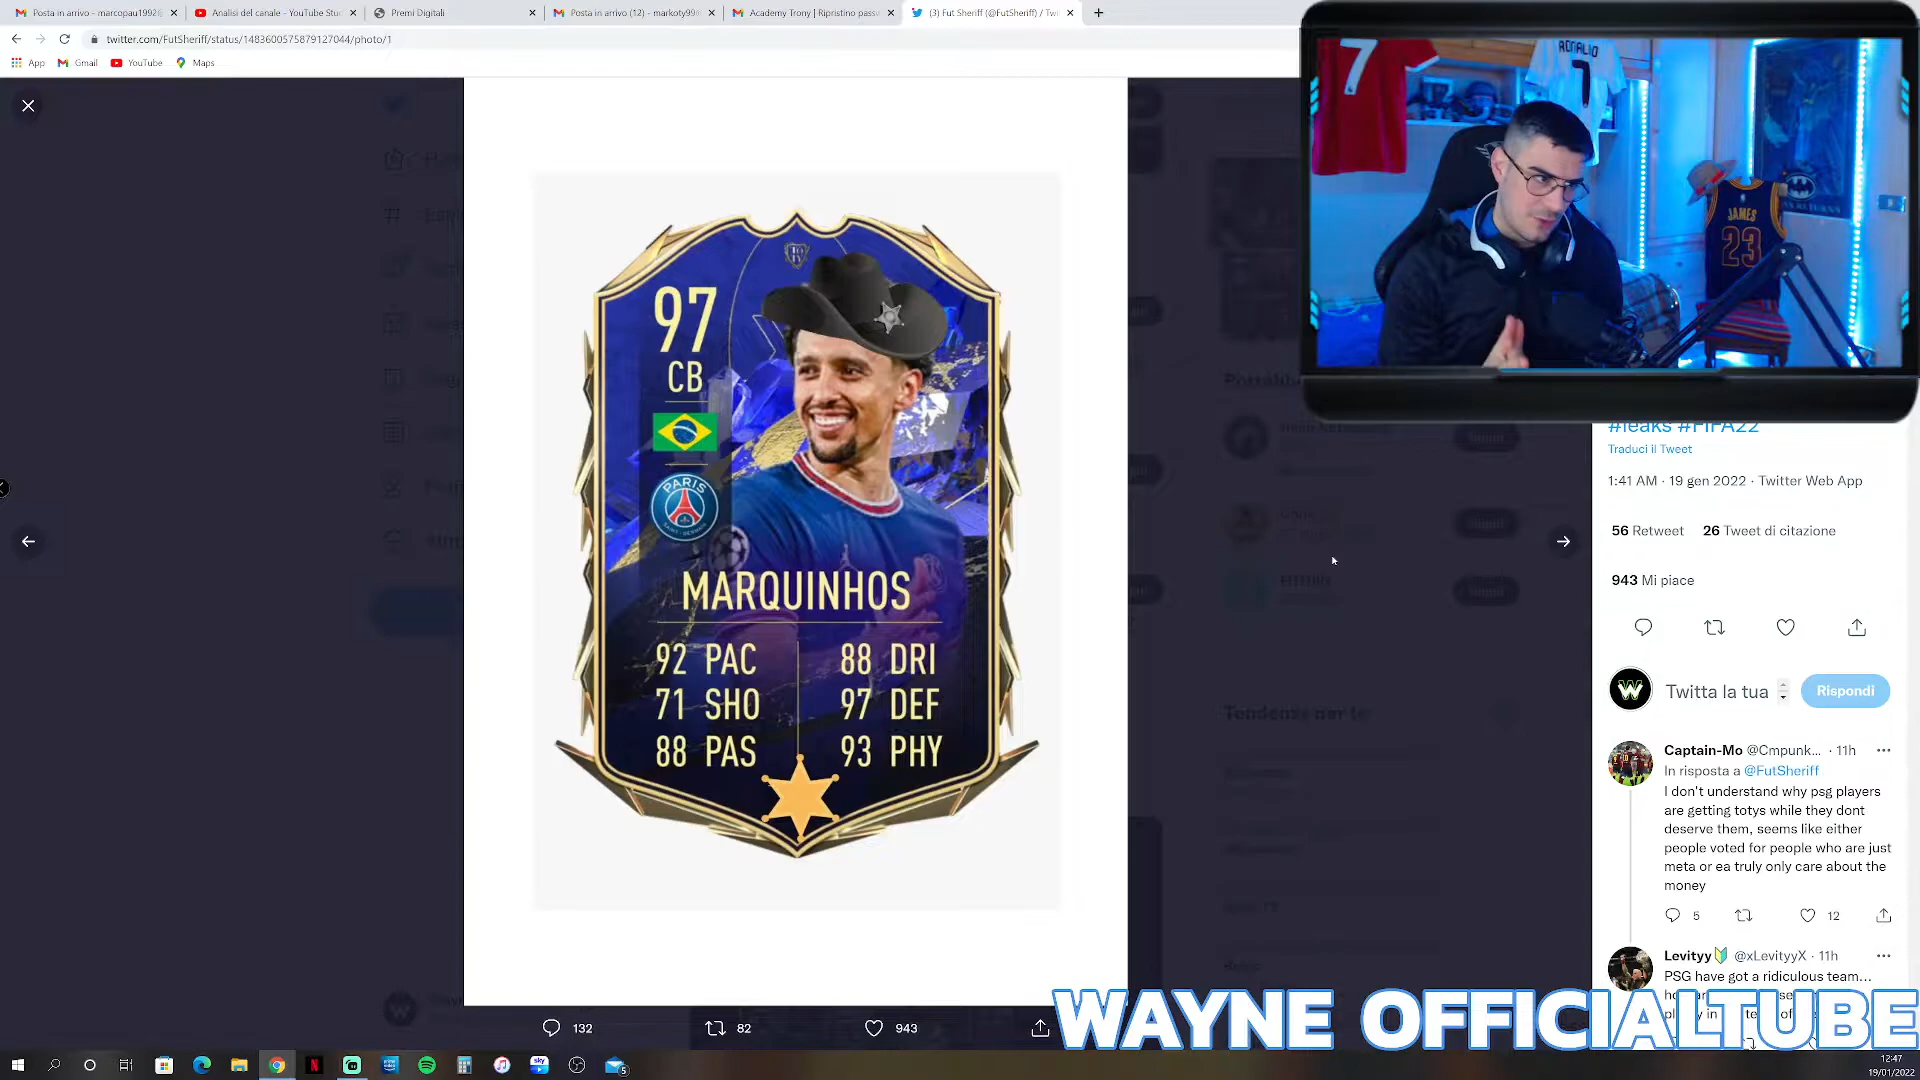 Posta in arrivo - marcopau1992@
Analisi del canale - YouTube Stu
Premi Digitali
Posta in arrivo (12) - markoty99@
Academy Trony | Ripristino passw
(3) Fut Sheriff (@FutSheriff) / Twi
twitter.com/FutSheriff/status/1483600575879127044/photo/1
App
Gmail
YouTube
Maps
7
RONALDO
7
JAMES
23
97
CB
PARIS
SAINT-GERMAIN
MARQUINHOS
92 PAC
88 DRI
71 SHO
97 DEF
88 PAS
93 PHY
#leaks #FIFA22
Traduci il Tweet
1:41 AM · 19 gen 2022 · Twitter Web App
56 Retweet 26 Tweet di citazione
943 Mi piace
Twitta la tua
Rispondi
Captain-Mo @Cmpunk... · 11h
In risposta a @FutSheriff
I don't understand why psg players
are getting totys while they dont
deserve them, seems like either
people voted for people who are just
meta or ea truly only care about the
money
5
12
Levityy @xLevityyX · 11h
PSG have got a ridiculous team...
132
82
943
WAYNE OFFICIALTUBE
12:47
19/01/2022